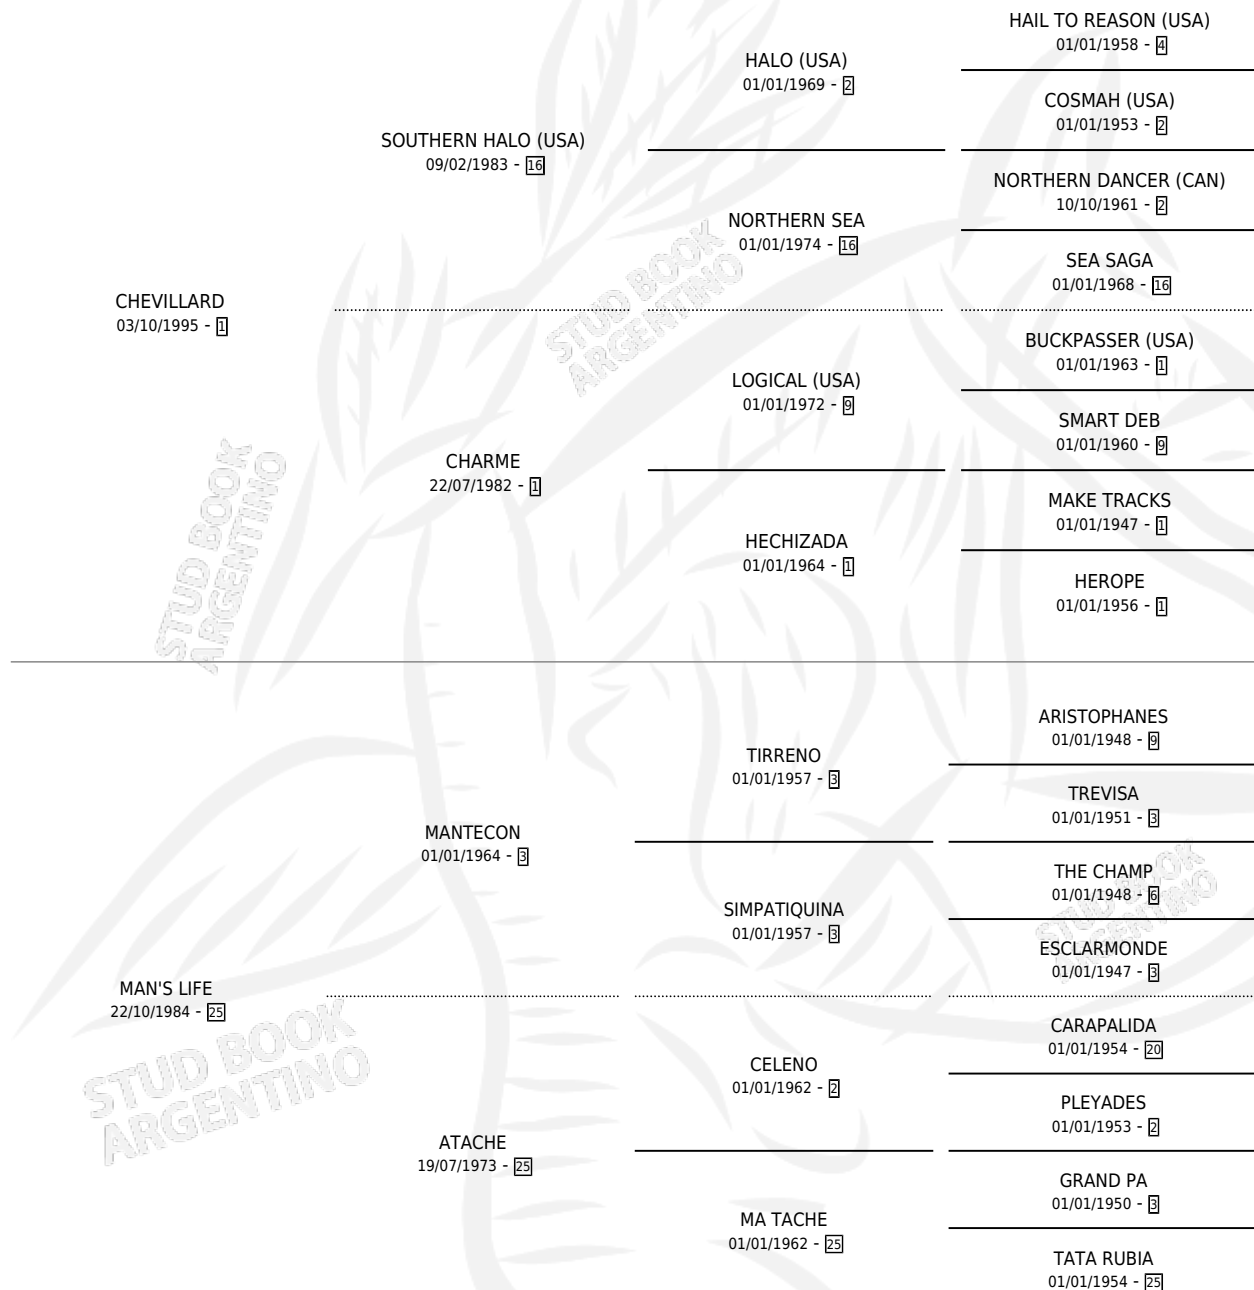 HAIL TO REASON (USA)
01/01/1958 - 4
HALO (USA)
01/01/1969 - 2
COSMAH (USA)
01/01/1953 - 2
SOUTHERN HALO (USA)
09/02/1983 - 16
NORTHERN DANCER (CAN)
10/10/1961 - 2
NORTHERN SEA
01/01/1974 - 16
SEA SAGA
01/01/1968 - 16
CHEVILLARD
03/10/1995 - 1
BUCKPASSER (USA)
01/01/1963 - 1
LOGICAL (USA)
01/01/1972 - 9
SMART DEB
01/01/1960 - 9
CHARME
22/07/1982 - 1
MAKE TRACKS
01/01/1947 - 1
HECHIZADA
01/01/1964 - 1
HEROPE
01/01/1956 - 1
STUD BOOK
ARGENTINO
STUD BOOK
ARGENTINO
ARISTOPHANES
01/01/1948 - 9
TIRRENO
01/01/1957 - 3
TREVISA
01/01/1951 - 3
MANTECON
01/01/1964 - 3
THE CHAMP
01/01/1948 - 6
SIMPATIQUINA
01/01/1957 - 3
ESCLARMONDE
01/01/1947 - 3
STUD BOOK
ARGENTINO
MAN'S LIFE
22/10/1984 - 25
CARAPALIDA
01/01/1954 - 20
CELENO
01/01/1962 - 2
PLEYADES
01/01/1953 - 2
STUD BOOK
ARGENTINO
ATACHE
19/07/1973 - 25
GRAND PA
01/01/1950 - 3
MA TACHE
01/01/1962 - 25
TATA RUBIA
01/01/1954 - 25